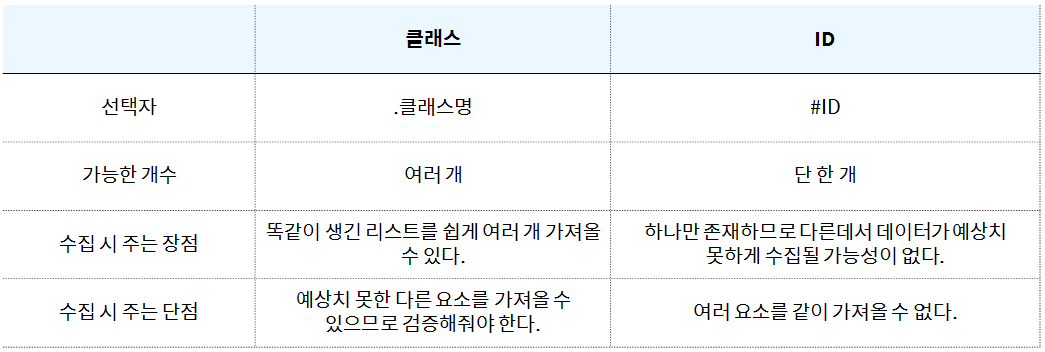 클래스 ID
선택자 .클래스명 #ID
가능한 개수 여러 개 단 한 개
수집 시 주는 장점
똑같이 생긴 리스트를 쉽게 여러 개 가져올
수 있다.
하나만 존재하므로 다른데서 데이터가 예상치
못하게 수집될 가능성이 없다.
수집 시 주는 단점
예상치 못한 다른 요소를 가져올 수
있으므로 검증해줘야 한다.
여러 요소를 같이 가져올 수 없다.